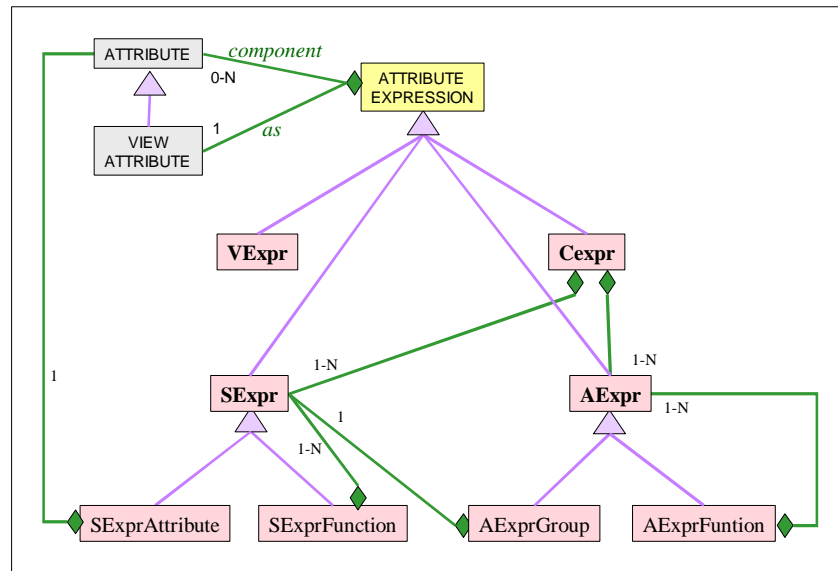 ATTRIBUTE
component
0-N
ATTRIBUTE
EXPRESSION
1
as
VIEW
ATTRIBUTE
VExpr
Cexpr
1-N
1-N
1
SExpr
AExpr
1
1-N
1-N
SExprAttribute
SExprFunction
AExprGroup
AExprFuntion